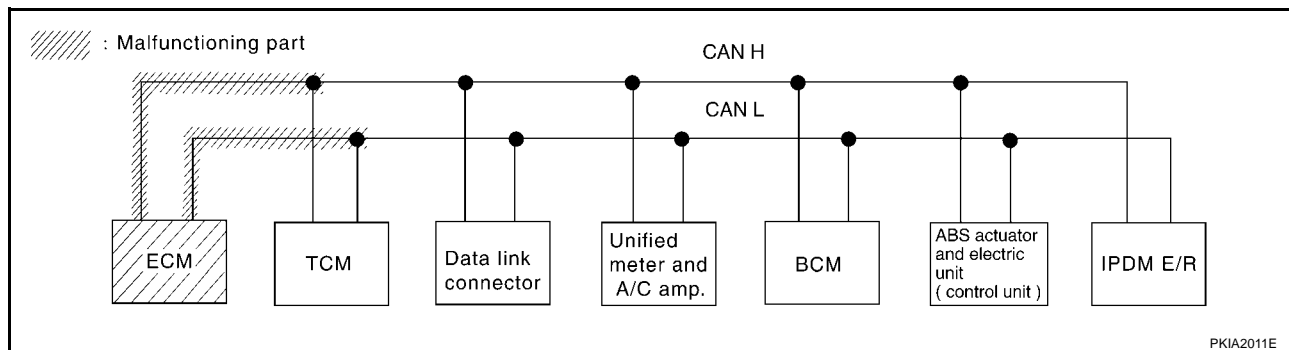 : Malfunctioning part
CAN H
CAN L
ECM
TCM
Data link
connector
Unified
meter and
A/C amp.
BCM
ABS actuator
and electric
unit
( control unit )
IPDM E/R
PKIA2011E